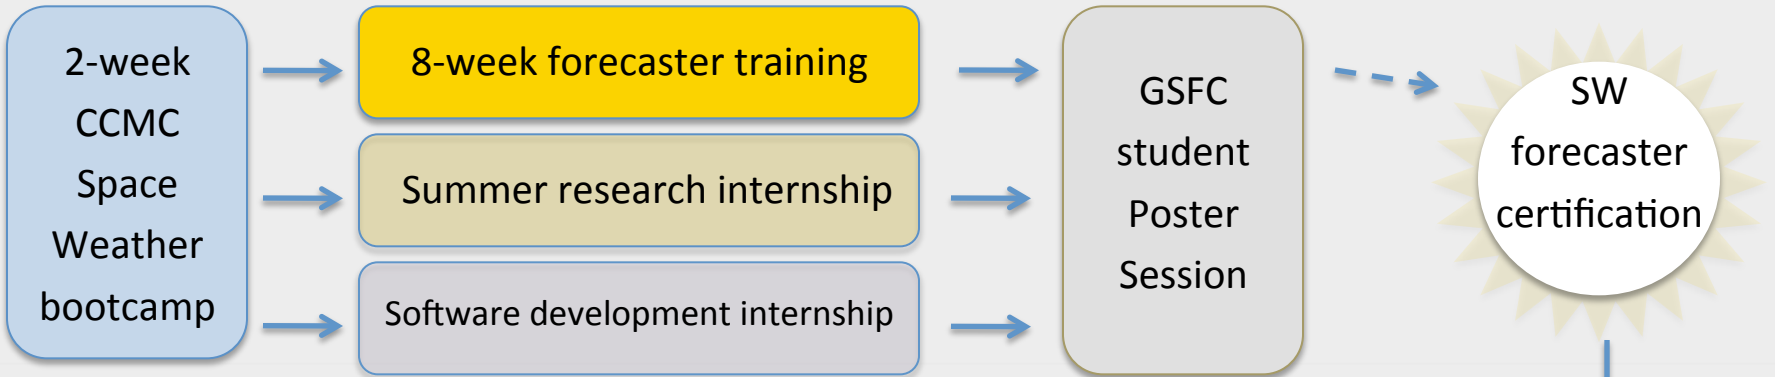 2-week
CCMC
Space
Weather
bootcamp
8-week forecaster training
Summer research internship
Software development internship
GSFC
student
Poster
Session
SW
forecaster
certification